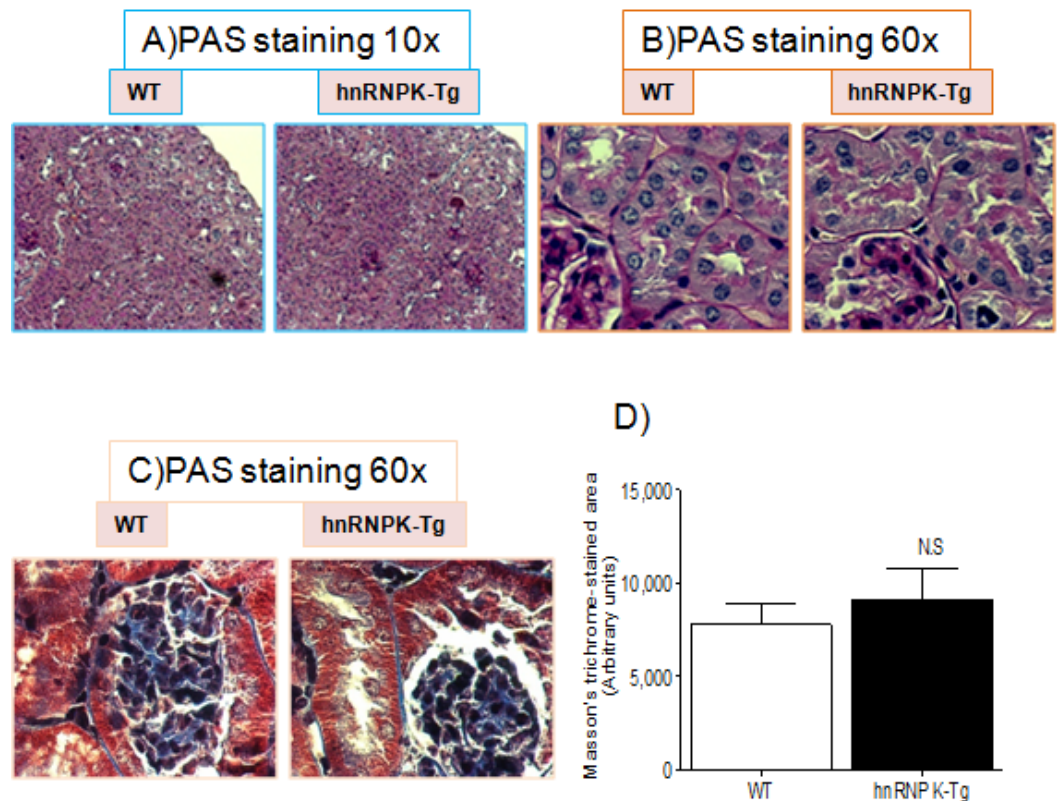 A)PAS staining 10x
WT
hnRNPK-Tg
B)PAS staining 60x
WT
hnRNPK-Tg
C)PAS staining 60x
WT
hnRNPK-Tg
D)
Masson's trichrome-stained area
(Arbitrary units)
15,000
10,000
5,000
0
N.S
WT
hnRNP K-Tg